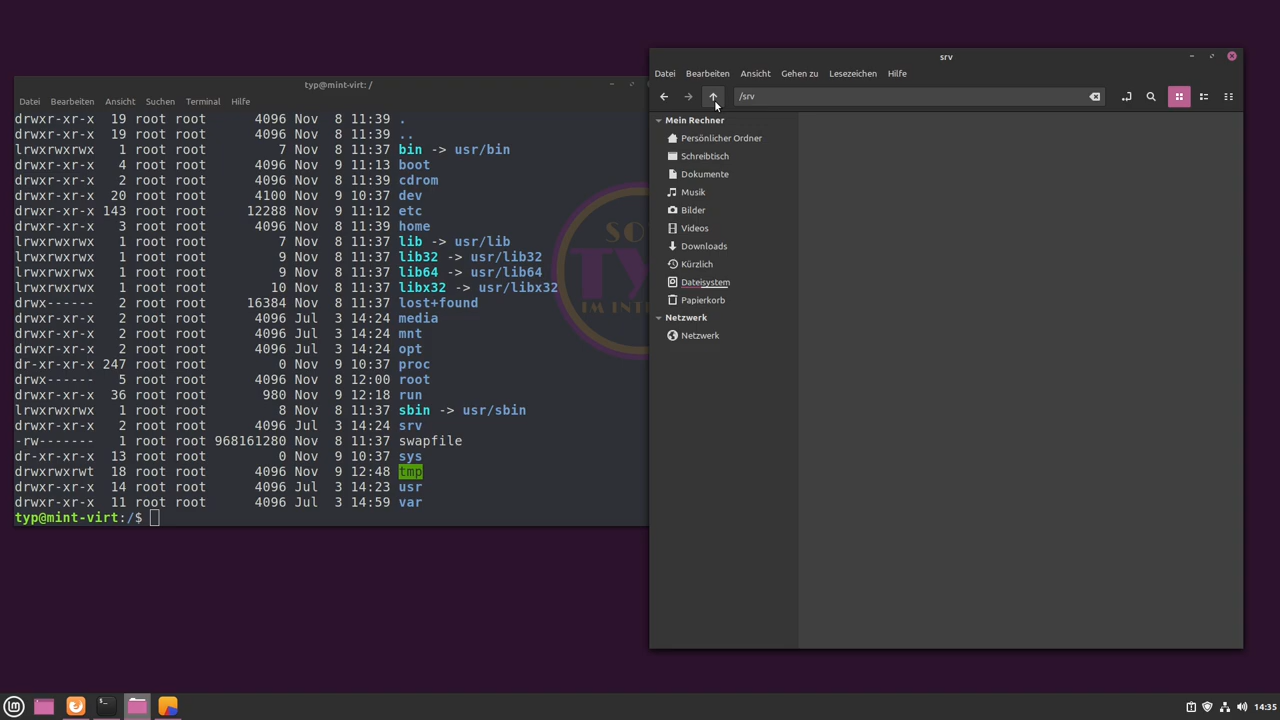 typ@mint-virt: /
Datei Bearbeiten Ansicht Suchen Terminal Hilfe
drwxr-xr-x 19 root root 4096 Nov 8 11:39 .
drwxr-xr-x 19 root root 4096 Nov 8 11:39 ..
lrwxrwxrwx 1 root root 7 Nov 8 11:37 bin -> usr/bin
drwxr-xr-x 4 root root 4096 Nov 9 11:13 boot
drwxr-xr-x 2 root root 4096 Nov 8 11:39 cdrom
drwxr-xr-x 20 root root 4100 Nov 9 10:37 dev
drwxr-xr-x 143 root root 12288 Nov 9 11:12 etc
drwxr-xr-x 3 root root 4096 Nov 8 11:39 home
lrwxrwxrwx 1 root root 7 Nov 8 11:37 lib -> usr/lib
lrwxrwxrwx 1 root root 9 Nov 8 11:37 lib32 -> usr/lib32
lrwxrwxrwx 1 root root 9 Nov 8 11:37 lib64 -> usr/lib64
lrwxrwxrwx 1 root root 10 Nov 8 11:37 libx32 -> usr/libx32
drwx------ 2 root root 16384 Nov 8 11:37 lost+found
drwxr-xr-x 2 root root 4096 Jul 3 14:24 media
drwxr-xr-x 2 root root 4096 Jul 3 14:24 mnt
drwxr-xr-x 2 root root 4096 Jul 3 14:24 opt
dr-xr-xr-x 247 root root 0 Nov 9 10:37 proc
drwx------ 5 root root 4096 Nov 8 12:00 root
drwxr-xr-x 36 root root 980 Nov 9 12:18 run
lrwxrwxrwx 1 root root 8 Nov 8 11:37 sbin -> usr/sbin
drwxr-xr-x 2 root root 4096 Jul 3 14:24 srv
-rw------- 1 root root 968161280 Nov 8 11:37 swapfile
dr-xr-xr-x 13 root root 0 Nov 9 10:37 sys
drwxrwxrwt 18 root root 4096 Nov 9 12:48 tmp
drwxr-xr-x 14 root root 4096 Jul 3 14:23 usr
drwxr-xr-x 11 root root 4096 Jul 3 14:59 var
typ@mint-virt:/$
srv
Datei Bearbeiten Ansicht Gehen zu Lesezeichen Hilfe
/srv
Mein Rechner
Persönlicher Ordner
Schreibtisch
Dokumente
Musik
Bilder
Videos
Downloads
Kürzlich
Dateisystem
Papierkorb
Netzwerk
Netzwerk
14:35